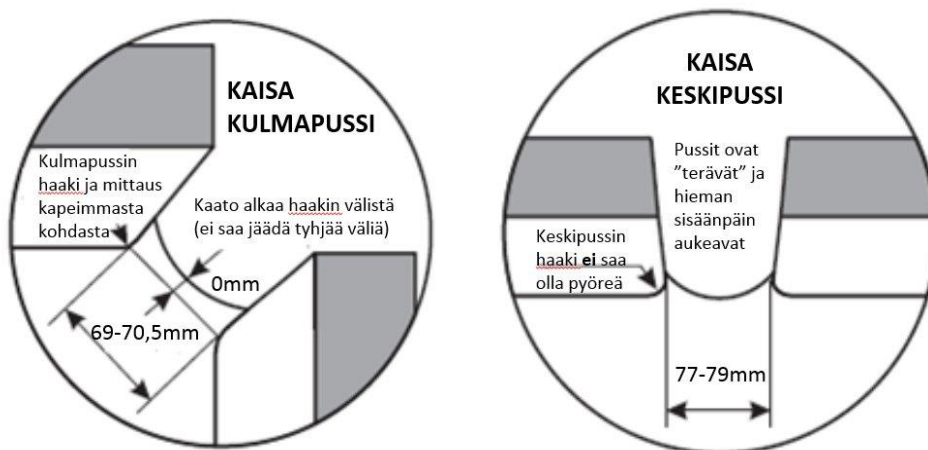 KAISA
KULMAPUSSI
Kulmapussin
haaki ja mittaus
kapeimmasta
kohdasta
Kaato alkaa haakin välistä
(ei saa jäädä tyhjää väliä)
0mm
69-70,5mm
KAISA
KESKIPUSSI
Pussit ovat
"terävät" ja
hieman
sisäänpäin
aukeavat
Keskipussin
haaki ei saa
olla pyöreä
77-79mm